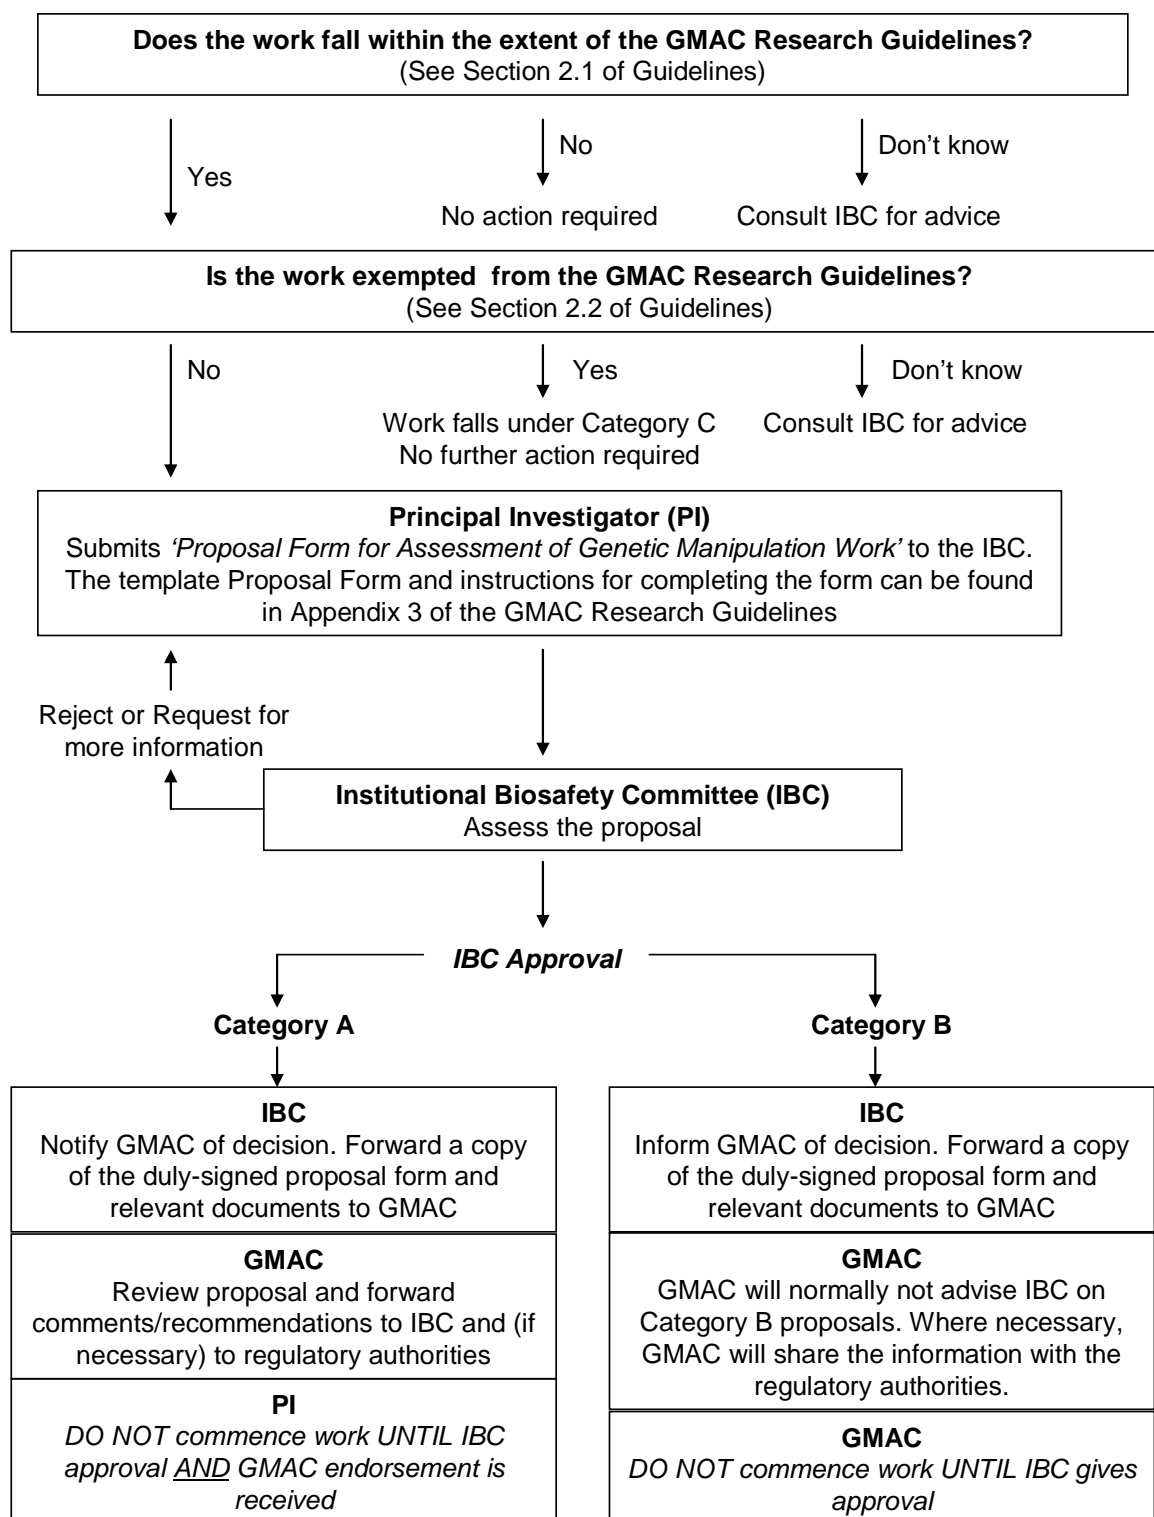 Does the work fall within the extent of the GMAC Research Guidelines?
(See Section 2.1 of Guidelines)
Yes
No
Don't know
No action required
Consult IBC for advice
Is the work exempted  from the GMAC Research Guidelines?
(See Section 2.2 of Guidelines)
No
Yes
Don't know
Work falls under Category C
No further action required
Consult IBC for advice
Principal Investigator (PI)
Submits ‘Proposal Form for Assessment of Genetic Manipulation Work’ to the IBC.
The template Proposal Form and instructions for completing the form can be found
in Appendix 3 of the GMAC Research Guidelines
Reject or Request for
more information
Institutional Biosafety Committee (IBC)
Assess the proposal
IBC Approval
Category A
Category B
IBC
Notify GMAC of decision. Forward a copy
of the duly-signed proposal form and
relevant documents to GMAC
GMAC
Review proposal and forward
comments/recommendations to IBC and (if
necessary) to regulatory authorities
PI
DO NOT commence work UNTIL IBC
approval AND GMAC endorsement is
received
IBC
Inform GMAC of decision. Forward a copy
of the duly-signed proposal form and
relevant documents to GMAC
GMAC
GMAC will normally not advise IBC on
Category B proposals. Where necessary,
GMAC will share the information with the
regulatory authorities.
GMAC
DO NOT commence work UNTIL IBC gives
approval